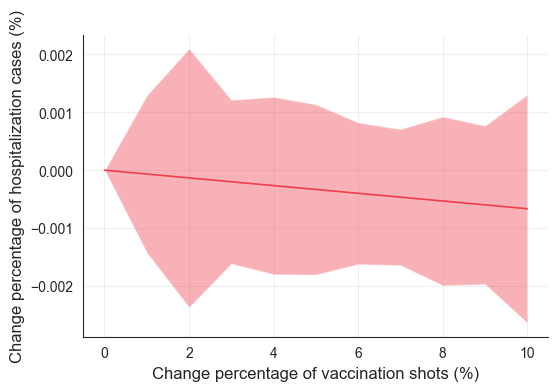 Change percentage of hospitalization cases (%)
0.002
0.001
0.000
−0.001
−0.002
0 2 4 6 8 10
Change percentage of vaccination shots (%)